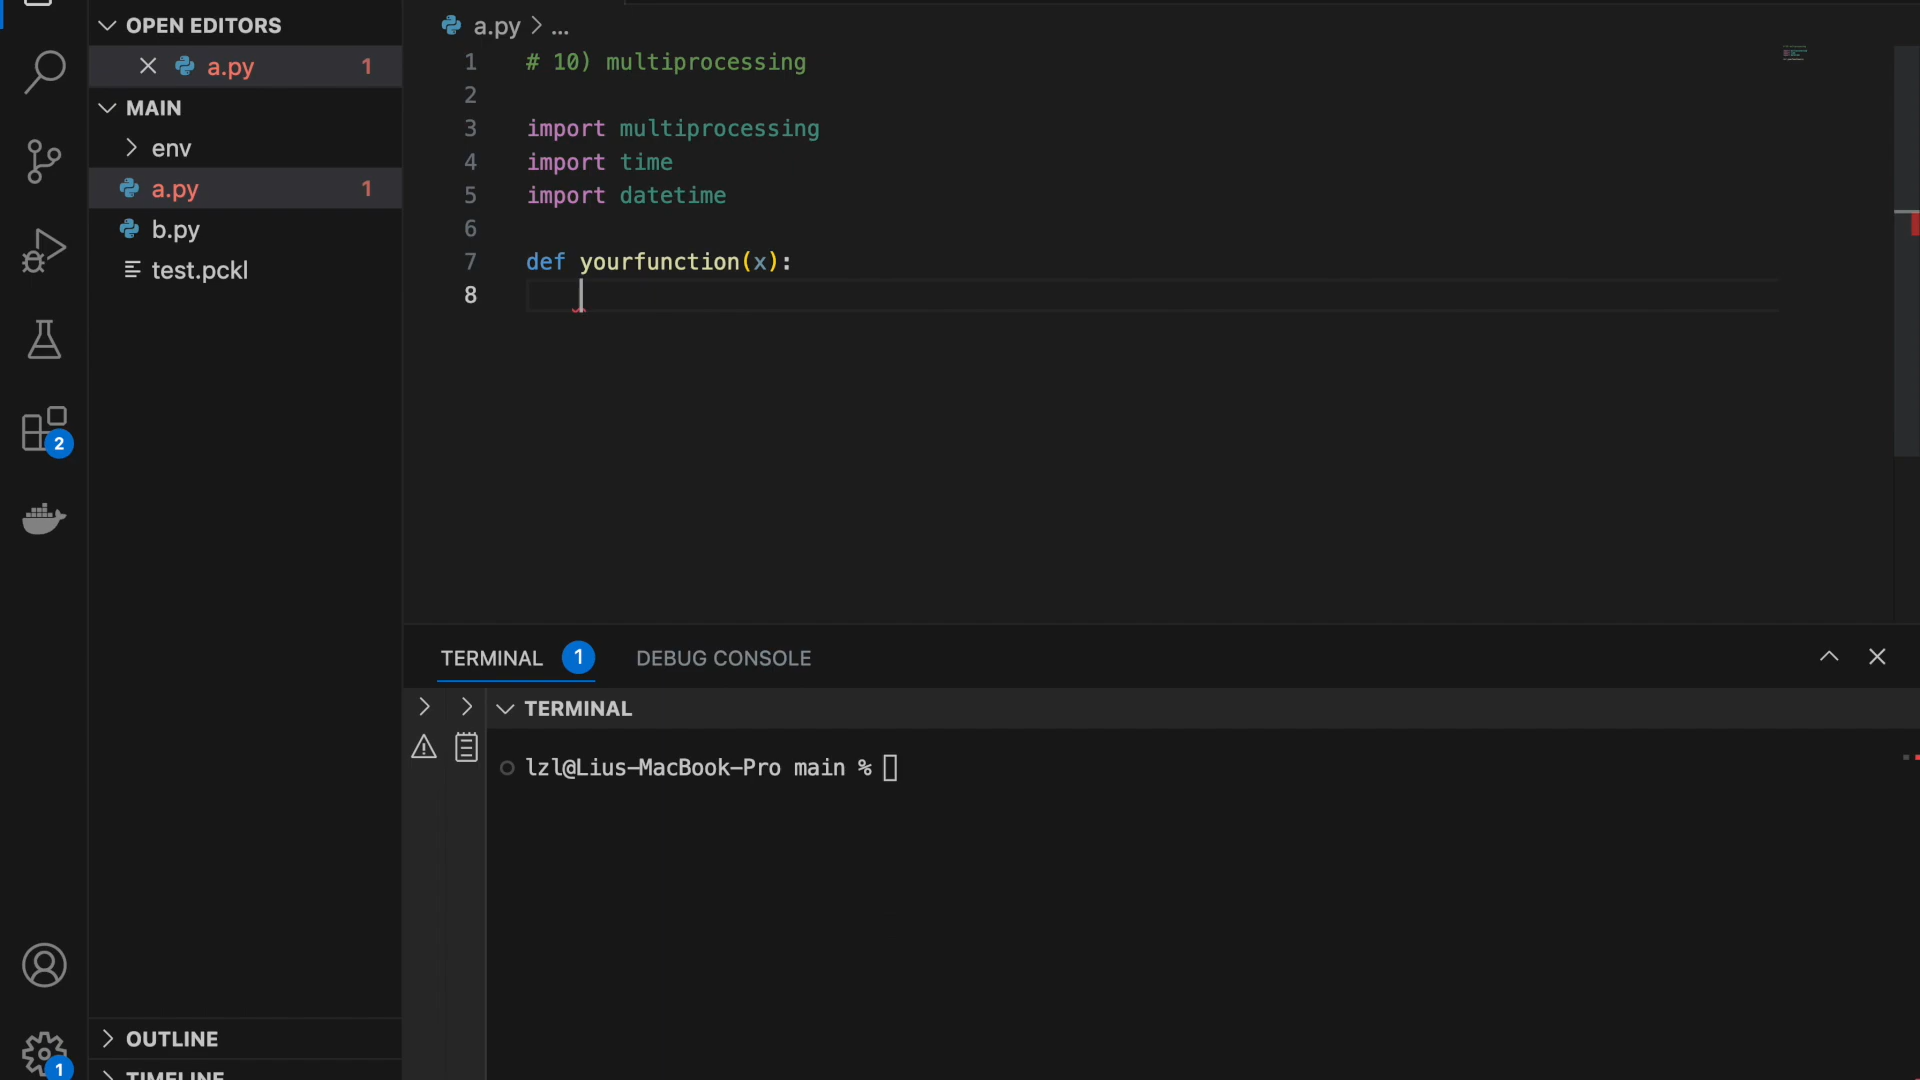 OPEN EDITORS
a.py 1
MAIN
env
a.py 1
b.py
test.pckl
2
OUTLINE
TIMELINE
1
a.py > ...
1 # 10) multiprocessing
2
3 import multiprocessing
4 import time
5 import datetime
6
7 def yourfunction(x):
8
TERMINAL 1 DEBUG CONSOLE
TERMINAL
lzl@Lius-MacBook-Pro main %